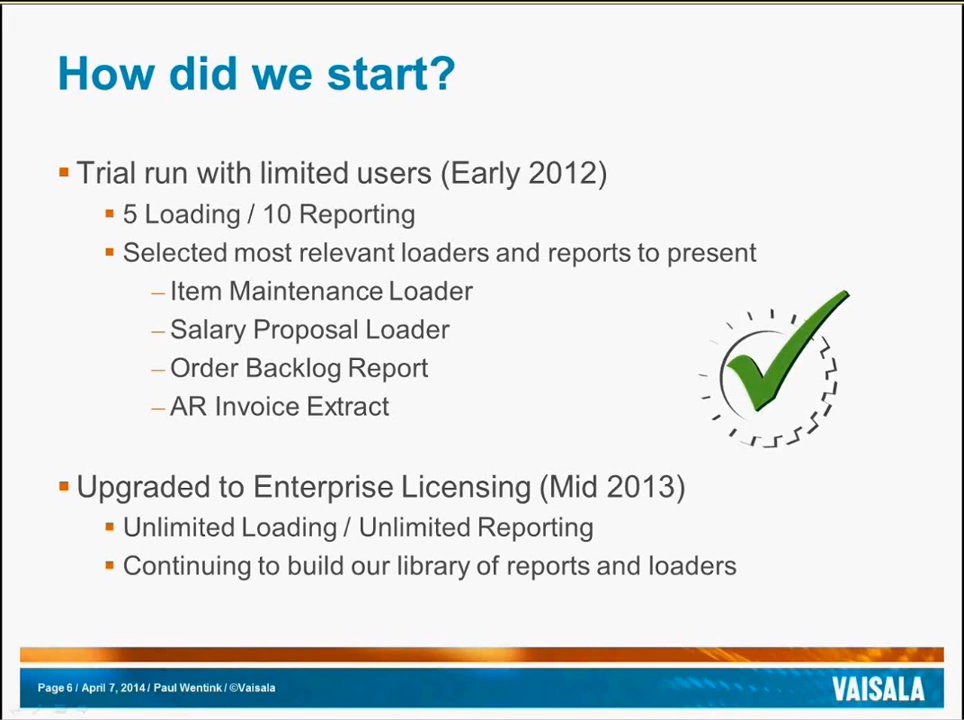 How did we start?
Trial run with limited users (Early 2012)
5 Loading / 10 Reporting
Selected most relevant loaders and reports to present
– Item Maintenance Loader
– Salary Proposal Loader
– Order Backlog Report
– AR Invoice Extract
Upgraded to Enterprise Licensing (Mid 2013)
Unlimited Loading / Unlimited Reporting
Continuing to build our library of reports and loaders
Page 6 / April 7, 2014 / Paul Wentink / ©Vaisala
VAISALA